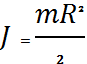 J = mR²/2